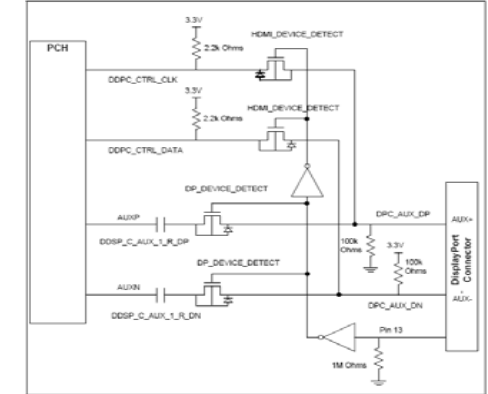 3.3V
HDMI_DEVICE_DETECT
PCH
2.2k Ohms
DDPC_CTRL_CLK
3.3V
HDMI_DEVICE_DETECT
2.2k Ohms
DDPC_CTRL_DATA
DP_DEVICE_DETECT
AUXP
DPC_AUX_DP
AUX+
DDSP_C_AUX_1_R_DP
100k
Ohms
3.3V
DP_DEVICE_DETECT
100k
Ohms
DisplayPort
Connector
AUXN
DPC_AUX_DN
AUX-
DDSP_C_AUX_1_R_DN
Pin 13
1M Ohms